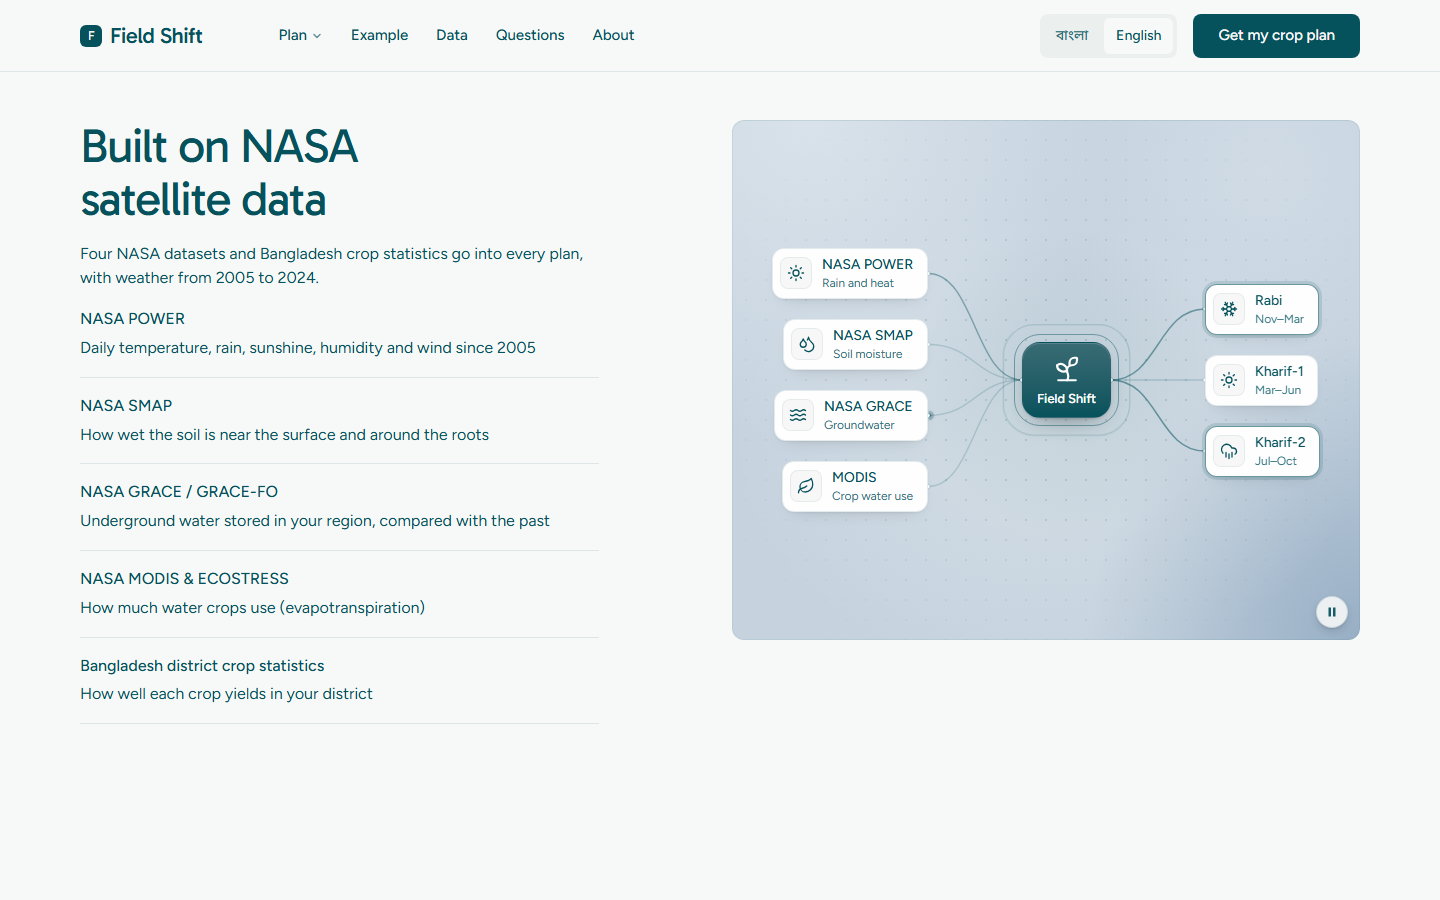 F Field Shift
Plan
Example
Data
Questions
About
বাংলা
English
Get my crop plan
Built on NASA
satellite data
Four NASA datasets and Bangladesh crop statistics go into every plan,
with weather from 2005 to 2024.
NASA POWER
Daily temperature, rain, sunshine, humidity and wind since 2005
NASA SMAP
How wet the soil is near the surface and around the roots
NASA GRACE / GRACE-FO
Underground water stored in your region, compared with the past
NASA MODIS & ECOSTRESS
How much water crops use (evapotranspiration)
Bangladesh district crop statistics
How well each crop yields in your district
NASA POWER
Rain and heat
NASA SMAP
Soil moisture
NASA GRACE
Groundwater
MODIS
Crop water use
Field Shift
Rabi
Nov–Mar
Kharif-1
Mar–Jun
Kharif-2
Jul–Oct